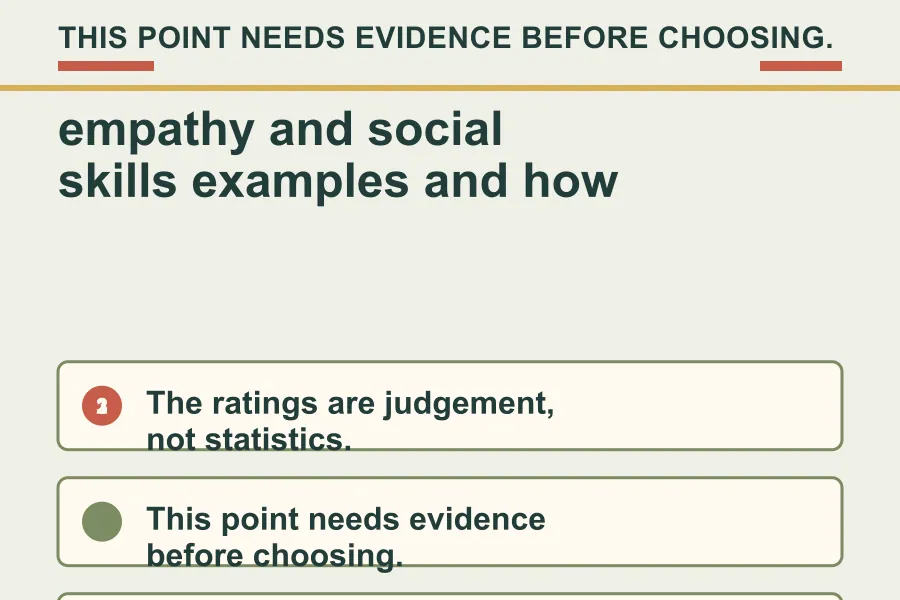 THIS POINT NEEDS EVIDENCE BEFORE CHOOSING.
empathy and social
skills examples and how
The ratings are judgement,
not statistics.
This point needs evidence
before choosing.